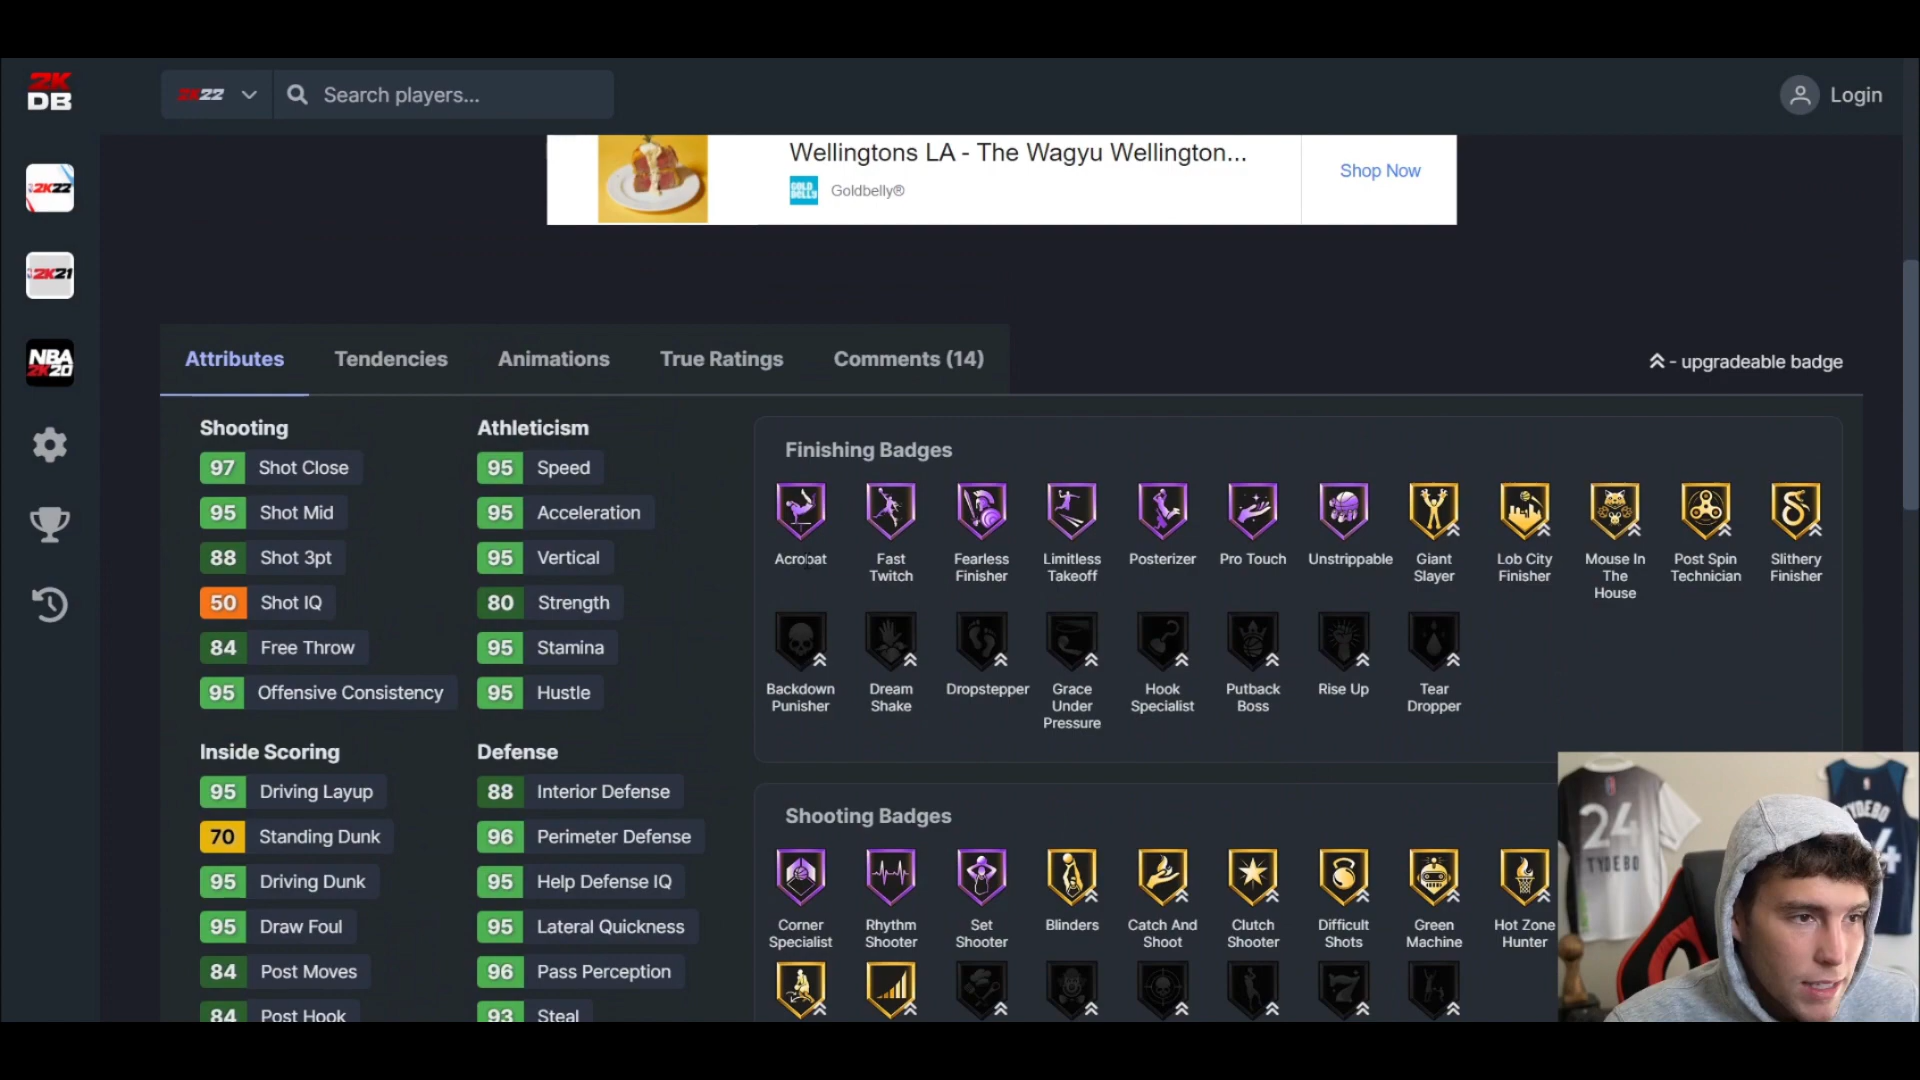 2K
DB
2K22
Search players...
Login
Wellingtons LA - The Wagyu Wellington...
GOLD
BELLY
Goldbelly®
Shop Now
2K22
2K21
NBA
2K20
Attributes
Tendencies
Animations
True Ratings
Comments (14)
- upgradeable badge
Shooting
97 Shot Close
95 Shot Mid
88 Shot 3pt
50 Shot IQ
84 Free Throw
95 Offensive Consistency
Athleticism
95 Speed
95 Acceleration
95 Vertical
80 Strength
95 Stamina
95 Hustle
Inside Scoring
95 Driving Layup
70 Standing Dunk
95 Driving Dunk
95 Draw Foul
84 Post Moves
84 Post Hook
Defense
88 Interior Defense
96 Perimeter Defense
95 Help Defense IQ
95 Lateral Quickness
96 Pass Perception
93 Steal
Finishing Badges
Acrobat
Fast
Twitch
Fearless
Finisher
Limitless
Takeoff
Posterizer
Pro Touch
Unstrippable
Giant
Slayer
Lob City
Finisher
Mouse In
The
House
Post Spin
Technician
Slithery
Finisher
Backdown
Punisher
Dream
Shake
Dropstepper
Grace
Under
Pressure
Hook
Specialist
Putback
Boss
Rise Up
Tear
Dropper
Shooting Badges
Corner
Specialist
Rhythm
Shooter
Set
Shooter
Blinders
Catch And
Shoot
Clutch
Shooter
Difficult
Shots
Green
Machine
Hot Zone
Hunter
24
TYDEBO
TYDEBO